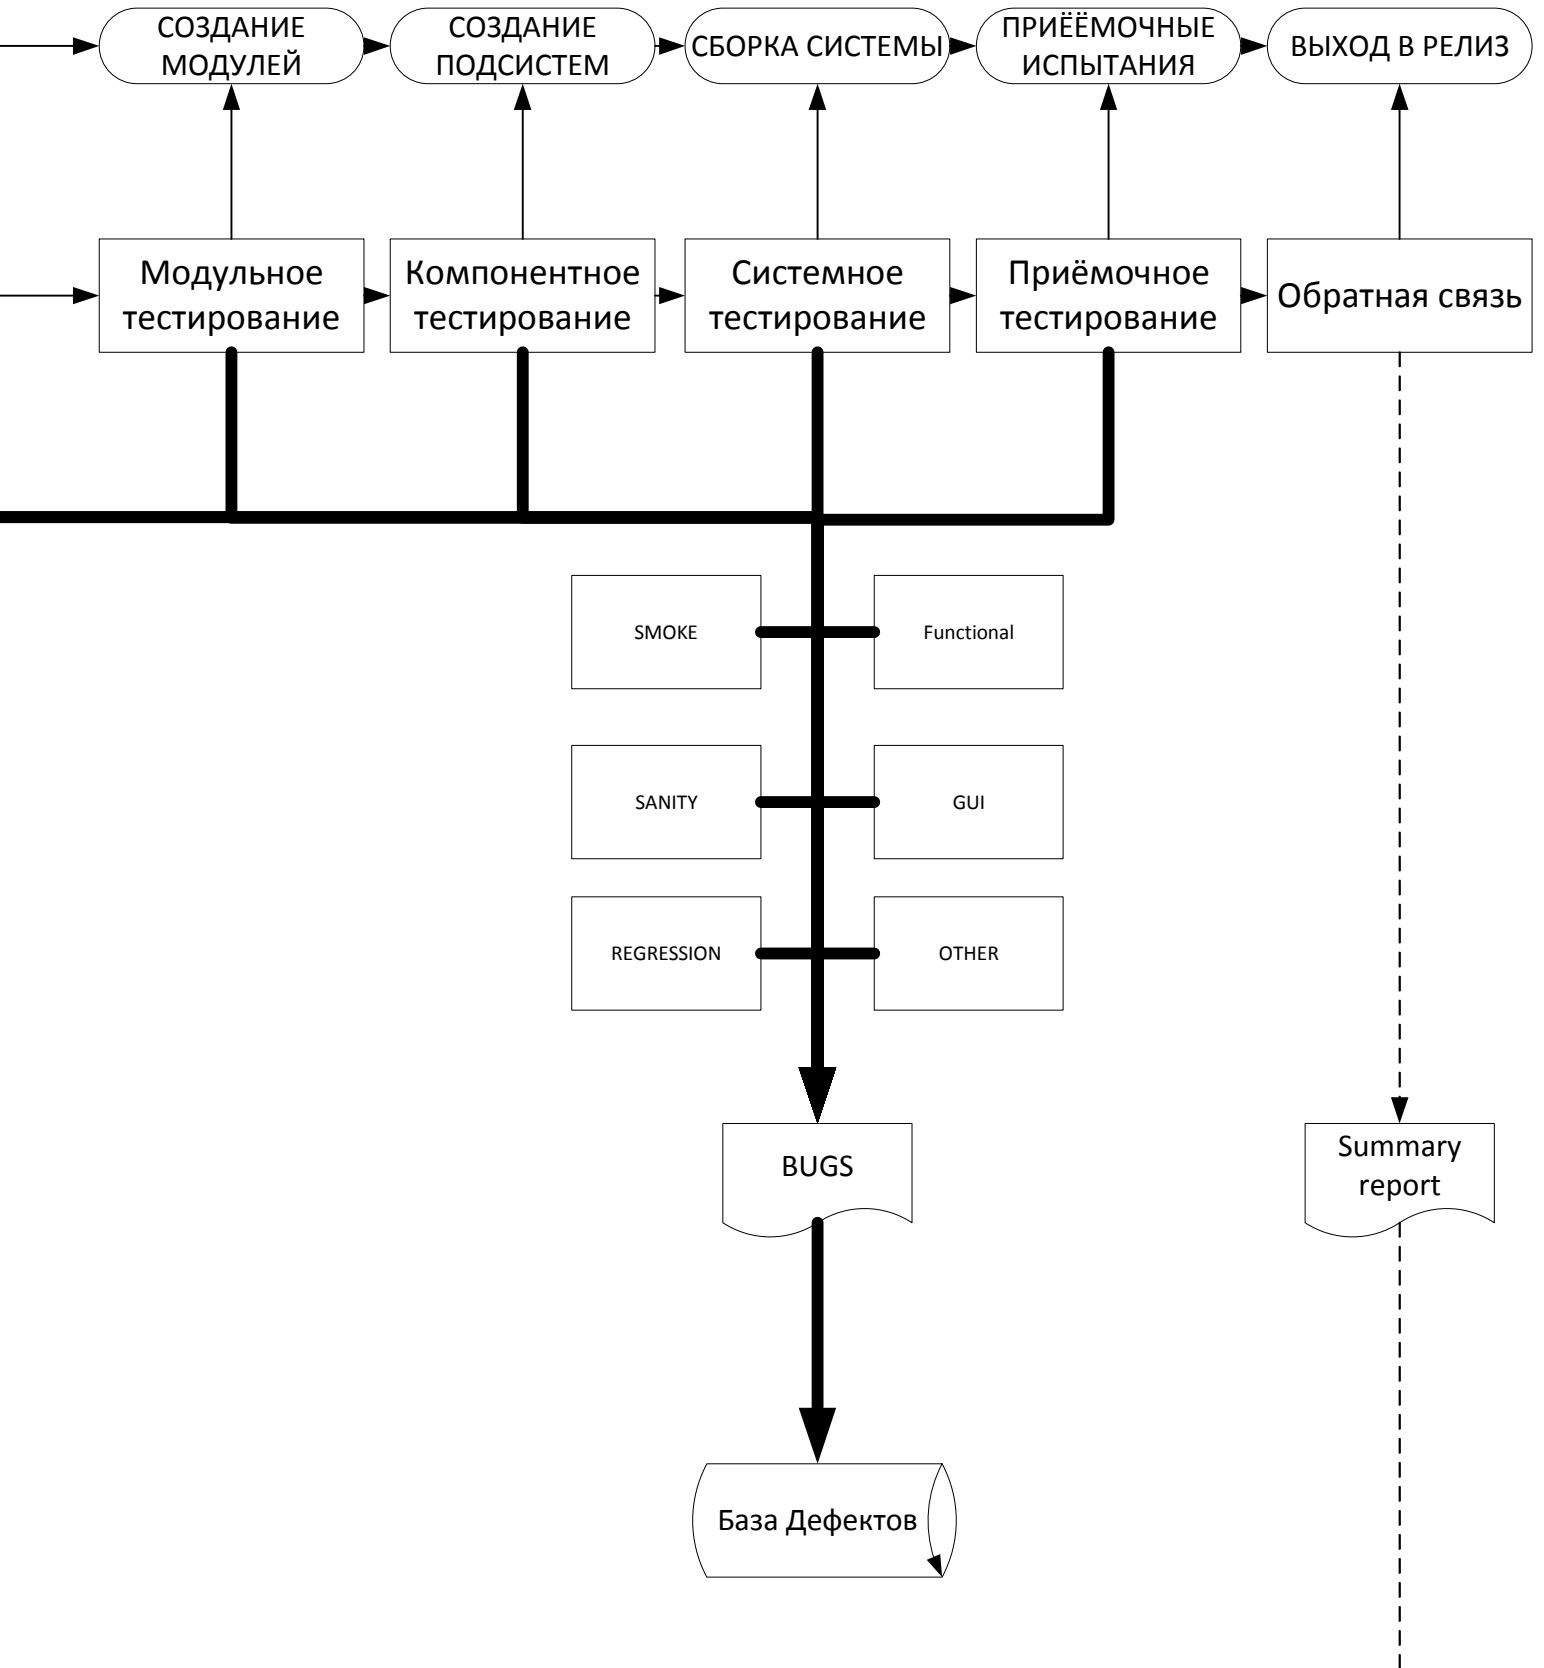 СОЗДАНИЕ
МОДУЛЕЙ
СОЗДАНИЕ
ПОДСИСТЕМ
СБОРКА СИСТЕМЫ
ПРИЁЁМОЧНЫЕ
ИСПЫТАНИЯ
ВЫХОД В РЕЛИЗ
Модульное
тестирование
Компонентное
тестирование
Системное
тестирование
Приёмочное
тестирование
Обратная связь
SMOKE
Functional
SANITY
GUI
REGRESSION
OTHER
BUGS
Summary
report
База Дефектов